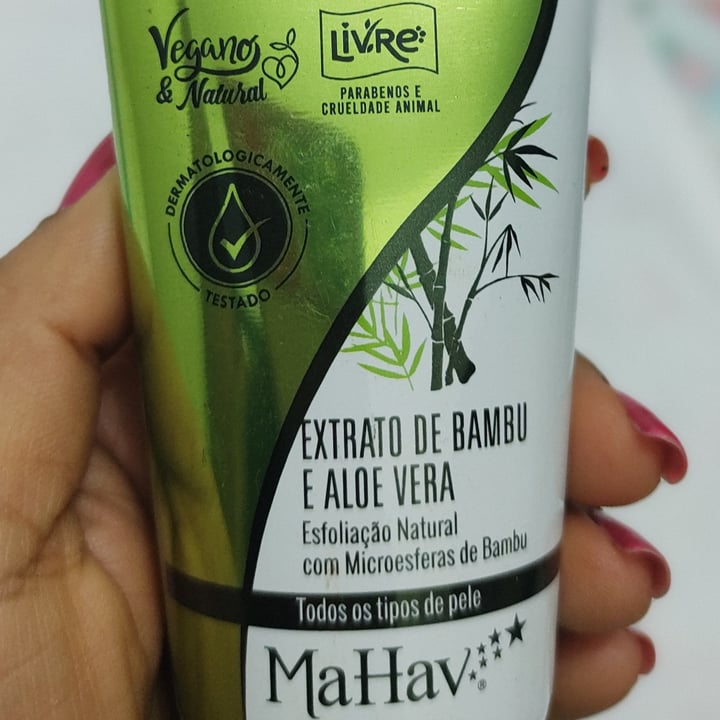 Vegano
& Natural
LIVRE
PARABENOS E
CRUELDADE ANIMAL
DERMATOLOGICAMENTE
TESTADO
EXTRATO DE BAMBU
E ALOE VERA
Esfoliação Natural
com Microesferas de Bambu
Todos os tipos de pele
MaHav
®